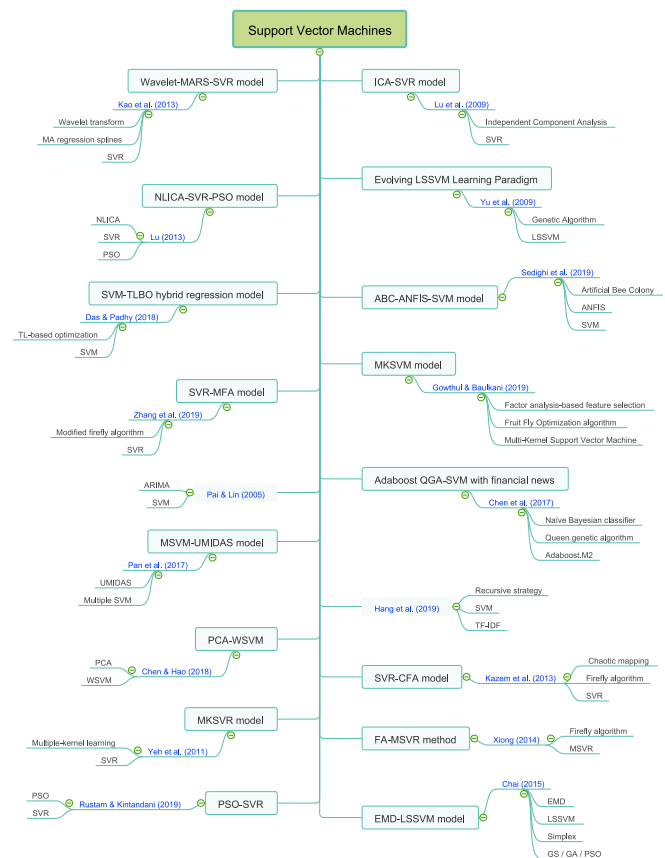 Support Vector Machines
Wavelet-MARS-SVR model
Kao et al. (2013)
Wavelet transform
MA regression splines
SVR
NLICA-SVR-PSO model
Lu (2013)
NLICA
SVR
PSO
SVM-TLBO hybrid regression model
Das & Padhy (2018)
TL-based optimization
SVM
SVR-MFA model
Zhang et al. (2019)
Modified firefly algorithm
SVR
Pai & Lin (2005)
ARIMA
SVM
MSVM-UMIDAS model
Pan et al. (2017)
UMIDAS
Multiple SVM
PCA-WSVM
Chen & Hao (2018)
PCA
WSVM
MKSVR model
Yeh et al. (2011)
Multiple-kernel learning
SVR
PSO-SVR
Rustam & Kintandani (2019)
PSO
SVR
ICA-SVR model
Lu et al. (2009)
Independent Component Analysis
SVR
Evolving LSSVM Learning Paradigm
Yu et al. (2009)
Genetic Algorithm
LSSVM
ABC-ANFIS-SVM model
Sedighi et al. (2019)
Artificial Bee Colony
ANFIS
SVM
MKSVM model
Gowthul & Baulkani (2019)
Factor analysis-based feature selection
Fruit Fly Optimization algorithm
Multi-Kernel Support Vector Machine
Adaboost QGA-SVM with financial news
Chen et al. (2017)
Naïve Bayesian classifier
Queen genetic algorithm
Adaboost.M2
Hang et al. (2019)
Recursive strategy
SVM
TF-IDF
SVR-CFA model
Kazem et al. (2013)
Chaotic mapping
Firefly algorithm
SVR
FA-MSVR method
Xiong (2014)
Firefly algorithm
MSVR
EMD-LSSVM model
Chai (2015)
EMD
LSSVM
Simplex
GS / GA / PSO